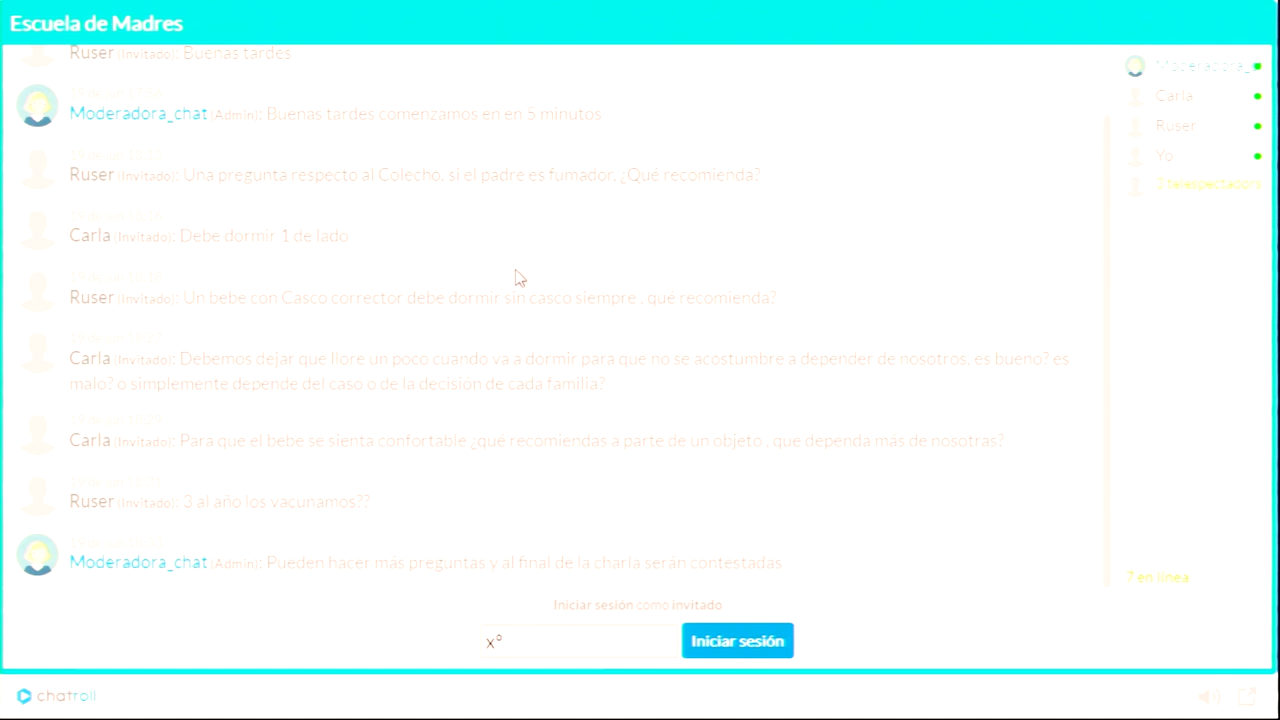 Escuela de Madres
Ruser (Invitado): Buenas tardes
Moderadora_chat (Admin): Buenas tardes comenzamos en en 5 minutos
Ruser (Invitado): Una pregunta respecto al Colecho, si el padre es fumador, ¿Qué recomienda?
Carla (Invitado): Debe dormir 1 de lado
Ruser (Invitado): Un bebe con Casco corrector debe dormir sin casco siempre , qué recomienda?
Carla (Invitado): Debemos dejar que llore un poco cuando va a dormir para que no se acostumbre a depender de nosotros, es bueno? es
malo? o simplemente depende del caso o de la decisión de cada familia?
Carla (Invitado): Para que el bebe se sienta confortable ¿qué recomiendas a parte de un objeto , que dependa más de nosotras?
Ruser (Invitado): 3 al año los vacunamos??
Moderadora_chat (Admin): Pueden hacer más preguntas y al final de la charla serán contestadas
Moderadora_
Carla
Ruser
Yo
3 telespectadors
7 en línea
Iniciar sesión como invitado
xº
Iniciar sesión
chatroll